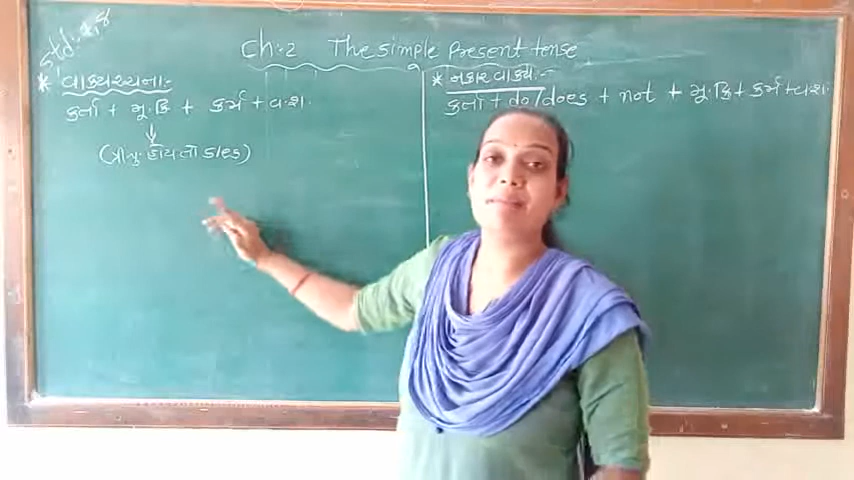 Std:-8
Ch:-2 The simple Present tense
* વાક્યરચના:-
કર્તા + મૂ.ક્રિ + કર્મ + વ.શ.
(ત્રી.પુ. હોય તો s/es)
* નકાર વાક્ય:-
કર્તા + do/does + not + મૂ.ક્રિ + કર્મ + વ.શ.